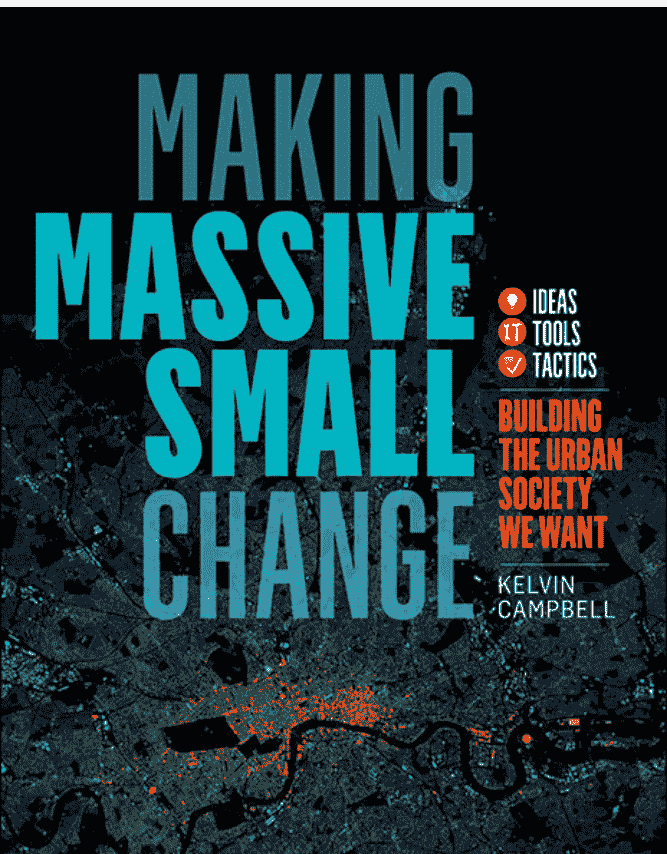 MAKING
MASSIVE
SMALL
CHANGE
IDEAS
TOOLS
TACTICS
BUILDING
THE URBAN
SOCIETY
WE WANT
KELVIN
CAMPBELL